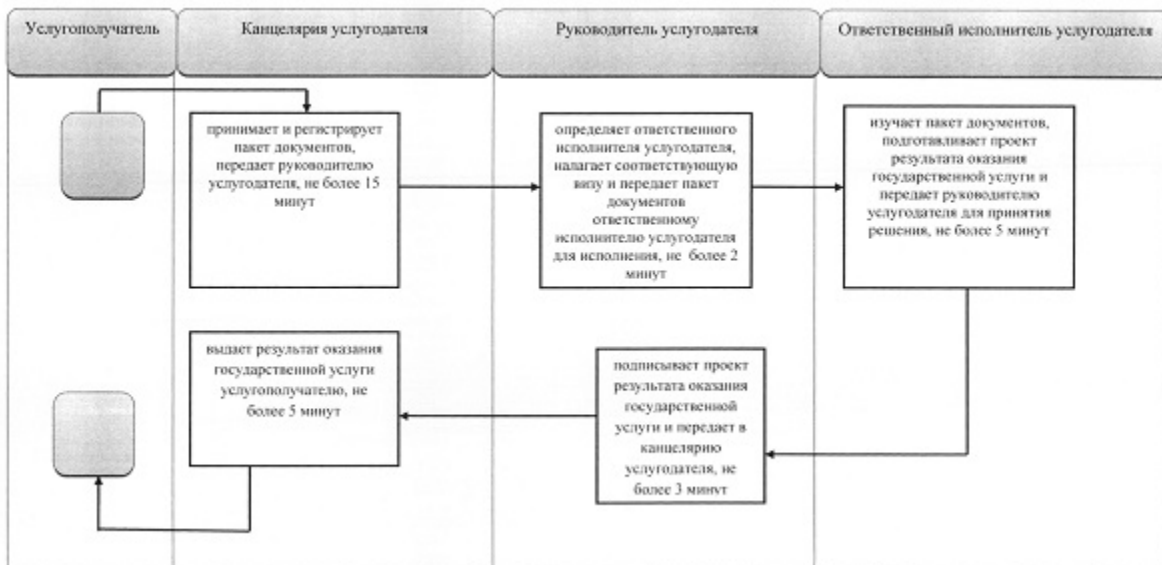 Услугополучатель
Канцелярия услугодателя
Руководитель услугодателя
Ответственный исполнитель услугодателя
принимает и регистрирует
пакет документов,
передает руководителю
услугодателя, не более 15
минут
определяет ответственного
исполнителя услугодателя,
налагает соответствующую
визу и передает пакет
документов
ответственному
исполнителю услугодателя
для исполнения, не более 2
минут
изучает пакет документов,
подготавливает проект
результата оказания
государственной услуги и
передает руководителю
услугодателя для принятия
решения, не более 5 минут
выдает результат оказания
государственной услуги
услугополучателю, не
более 5 минут
подписывает проект
результата оказания
государственной
услуги и передает в
канцелярию
услугодателя, не
более 3 минут